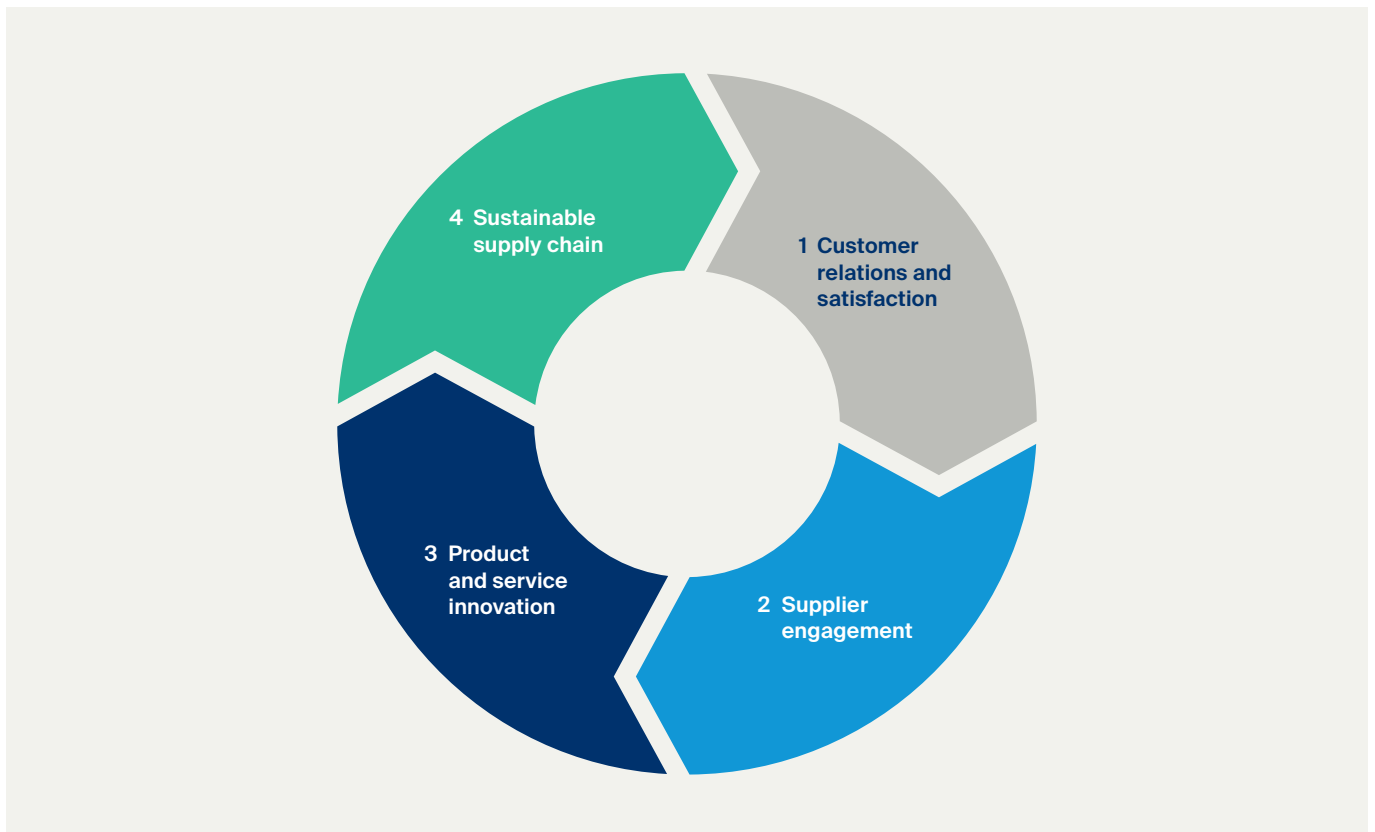 1 Customer
relations and
satisfaction
2 Supplier
engagement
3 Product
and service
innovation
4 Sustainable
supply chain